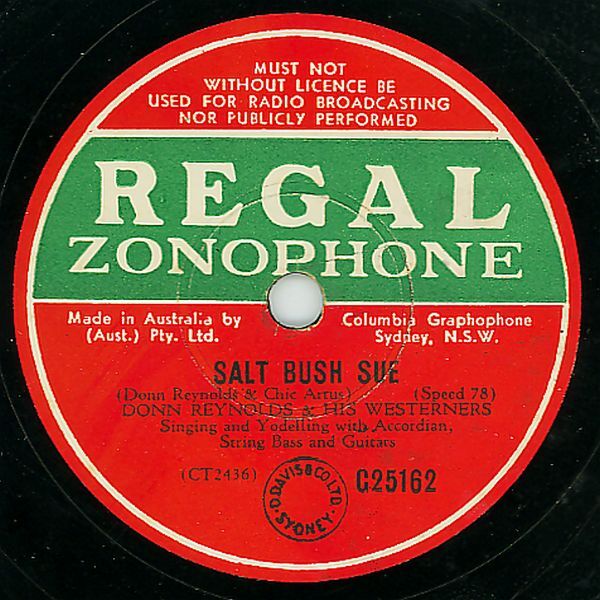 MUST NOT
WITHOUT LICENCE BE
USED FOR RADIO BROADCASTING
NOR PUBLICLY PERFORMED
REGAL
ZONOPHONE
Made in Australia by Columbia Graphophone
(Aust.) Pty. Ltd. Sydney, N.S.W.
SALT BUSH SUE
(Donn Reynolds & Chic Artus) (Speed 78)
DONN REYNOLDS & HIS WESTERNERS
Singing and Yodelling with Accordian,
String Bass and Guitars
(CT2436) G25162
D. DAVIS & CO. LTD.
SYDNEY.